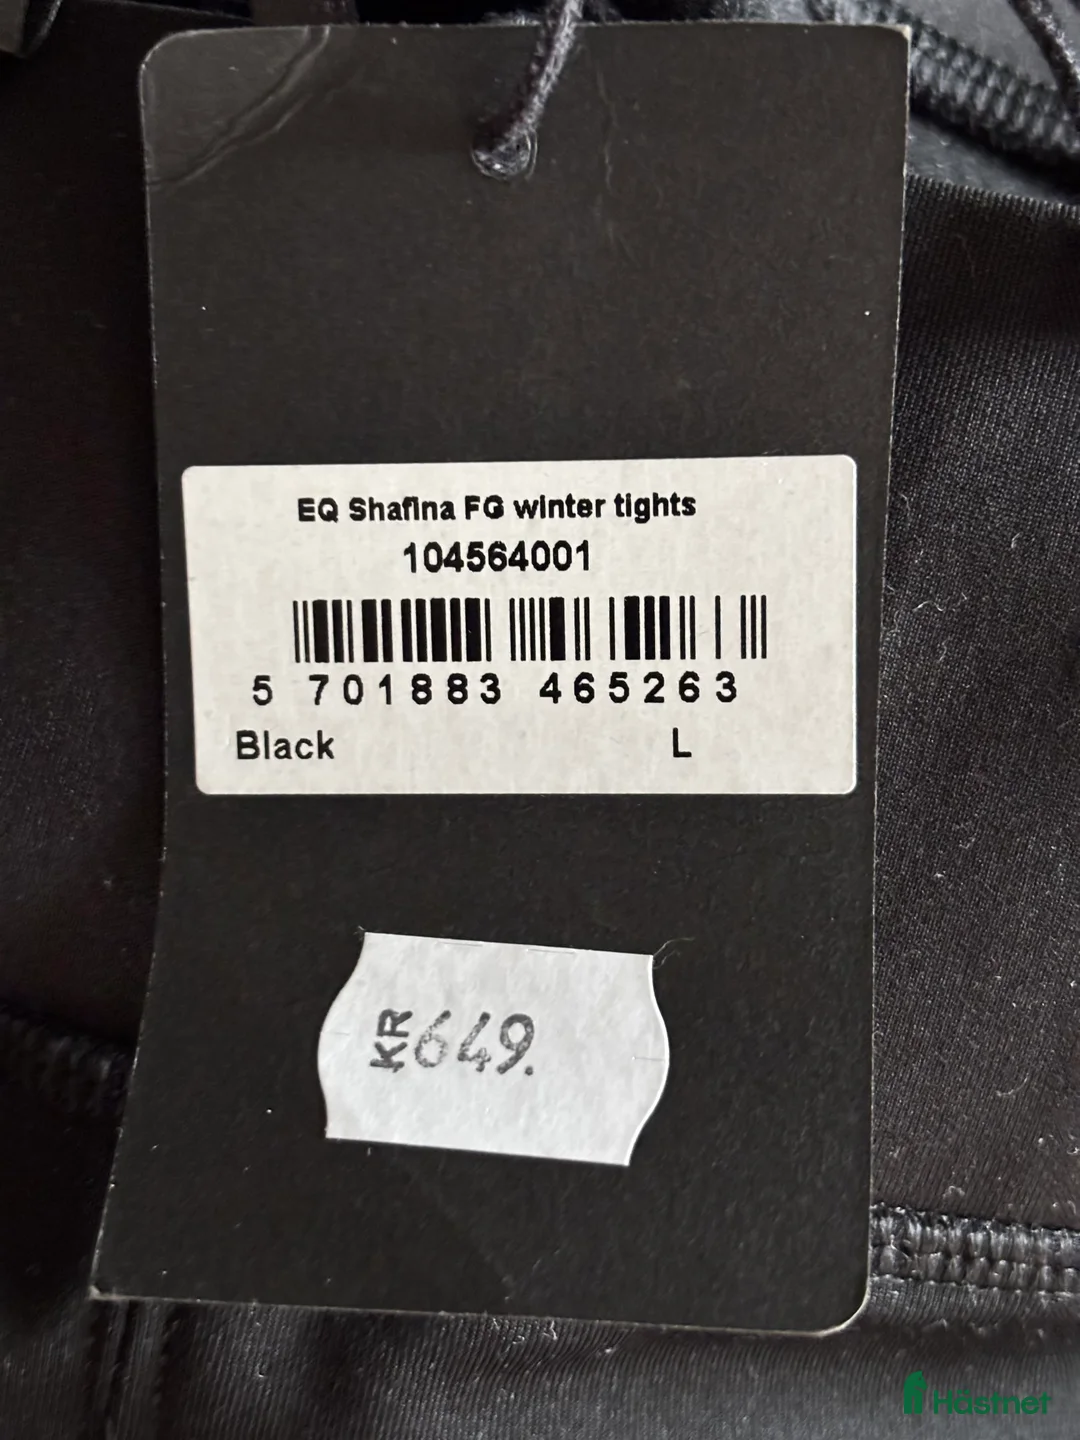 EQ Shafina FG winter tights
104564001
5 701883 465263
Black L
KR 649.
Hästnet